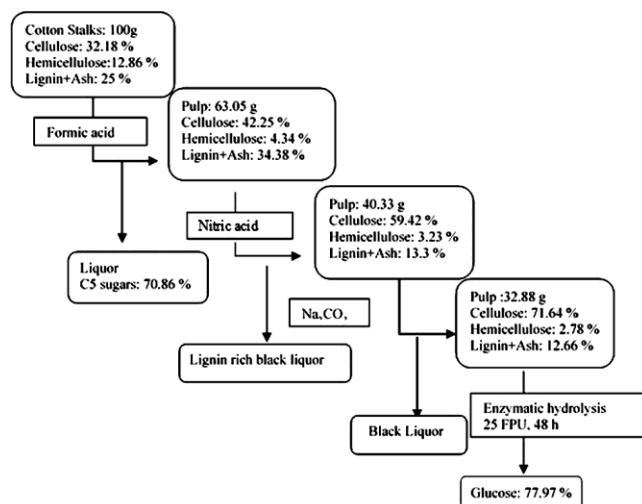 Cotton Stalks: 100g
Cellulose: 32.18 %
Hemicellulose:12.86 %
Lignin+Ash: 25 %
Formic acid
Pulp: 63.05 g
Cellulose: 42.25 %
Hemicellulose: 4.34 %
Lignin+Ash: 34.38 %
Liquor
C5 sugars: 70.86 %
Nitric acid
Pulp: 40.33 g
Cellulose: 59.42 %
Hemicellulose: 3.23 %
Lignin+Ash: 13.3 %
Lignin rich black liquor
Na,CO,
Pulp :32.88 g
Cellulose: 71.64 %
Hemicellulose: 2.78 %
Lignin+Ash: 12.66 %
Black Liquor
Enzymatic hydrolysis
25 FPU, 48 h
Glucose: 77.97 %